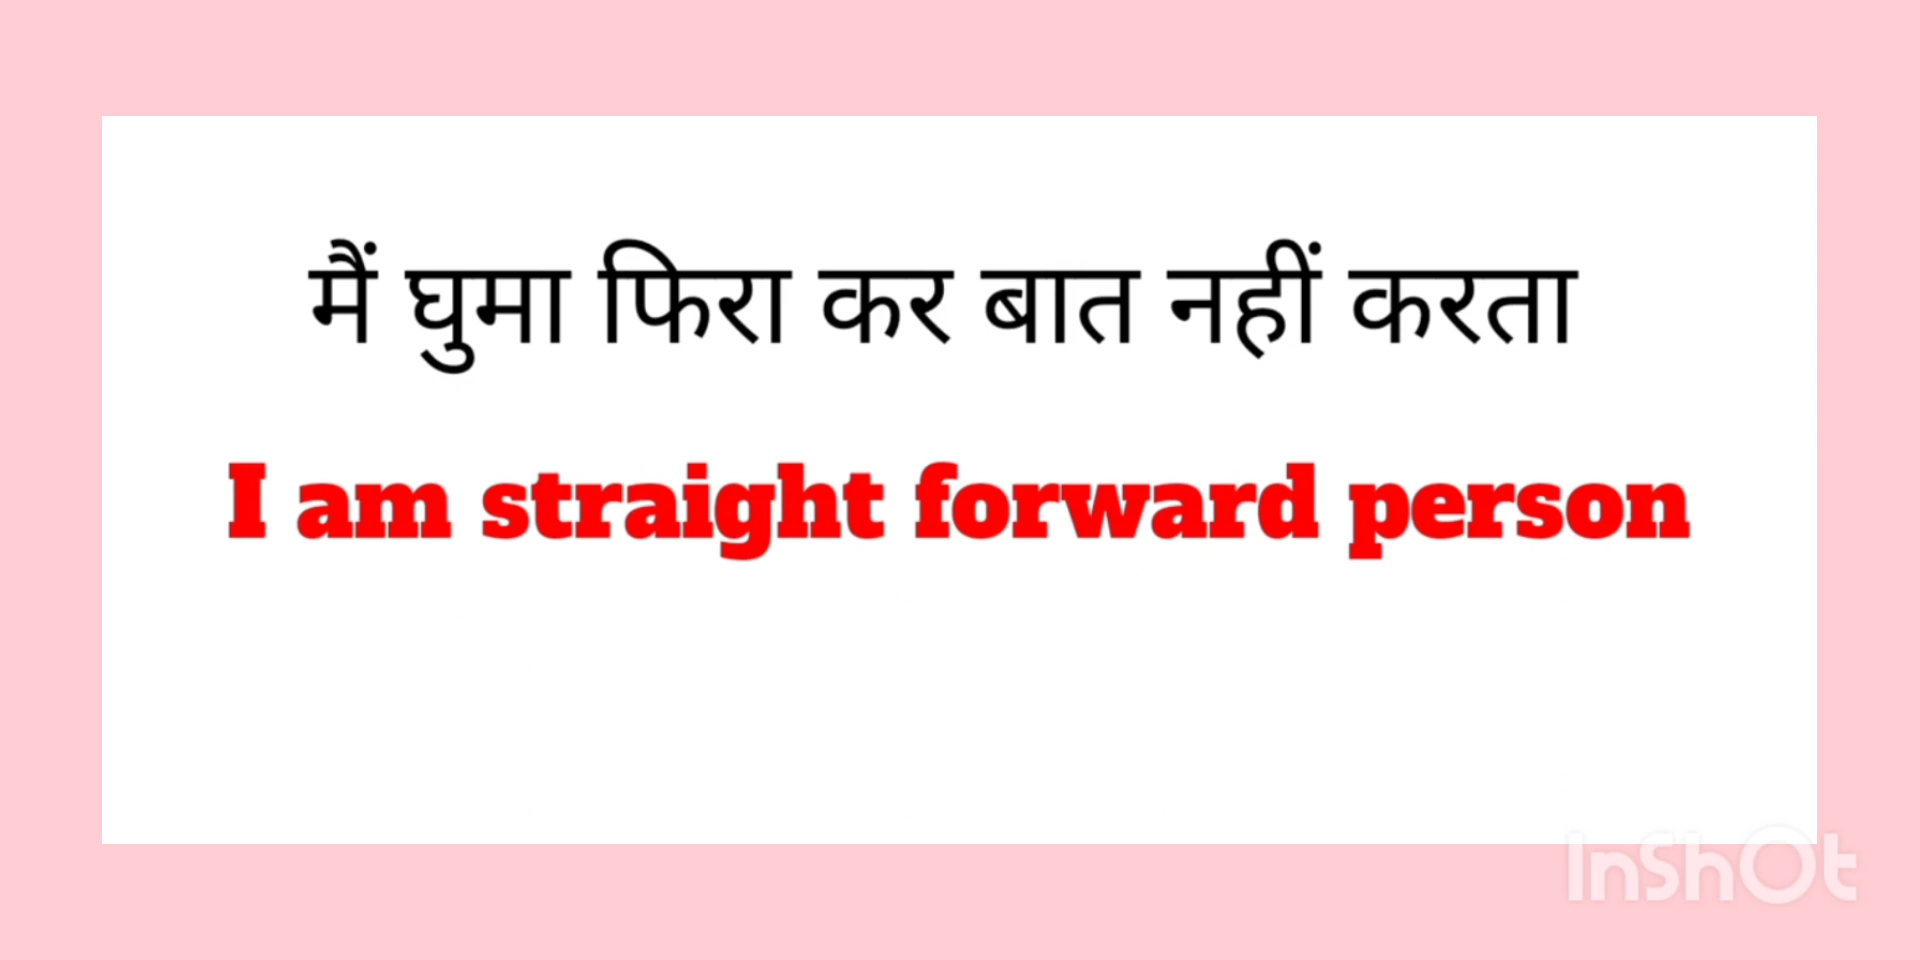 मैं घुमा फिरा कर बात नहीं करता
I am straight forward person
InShOt